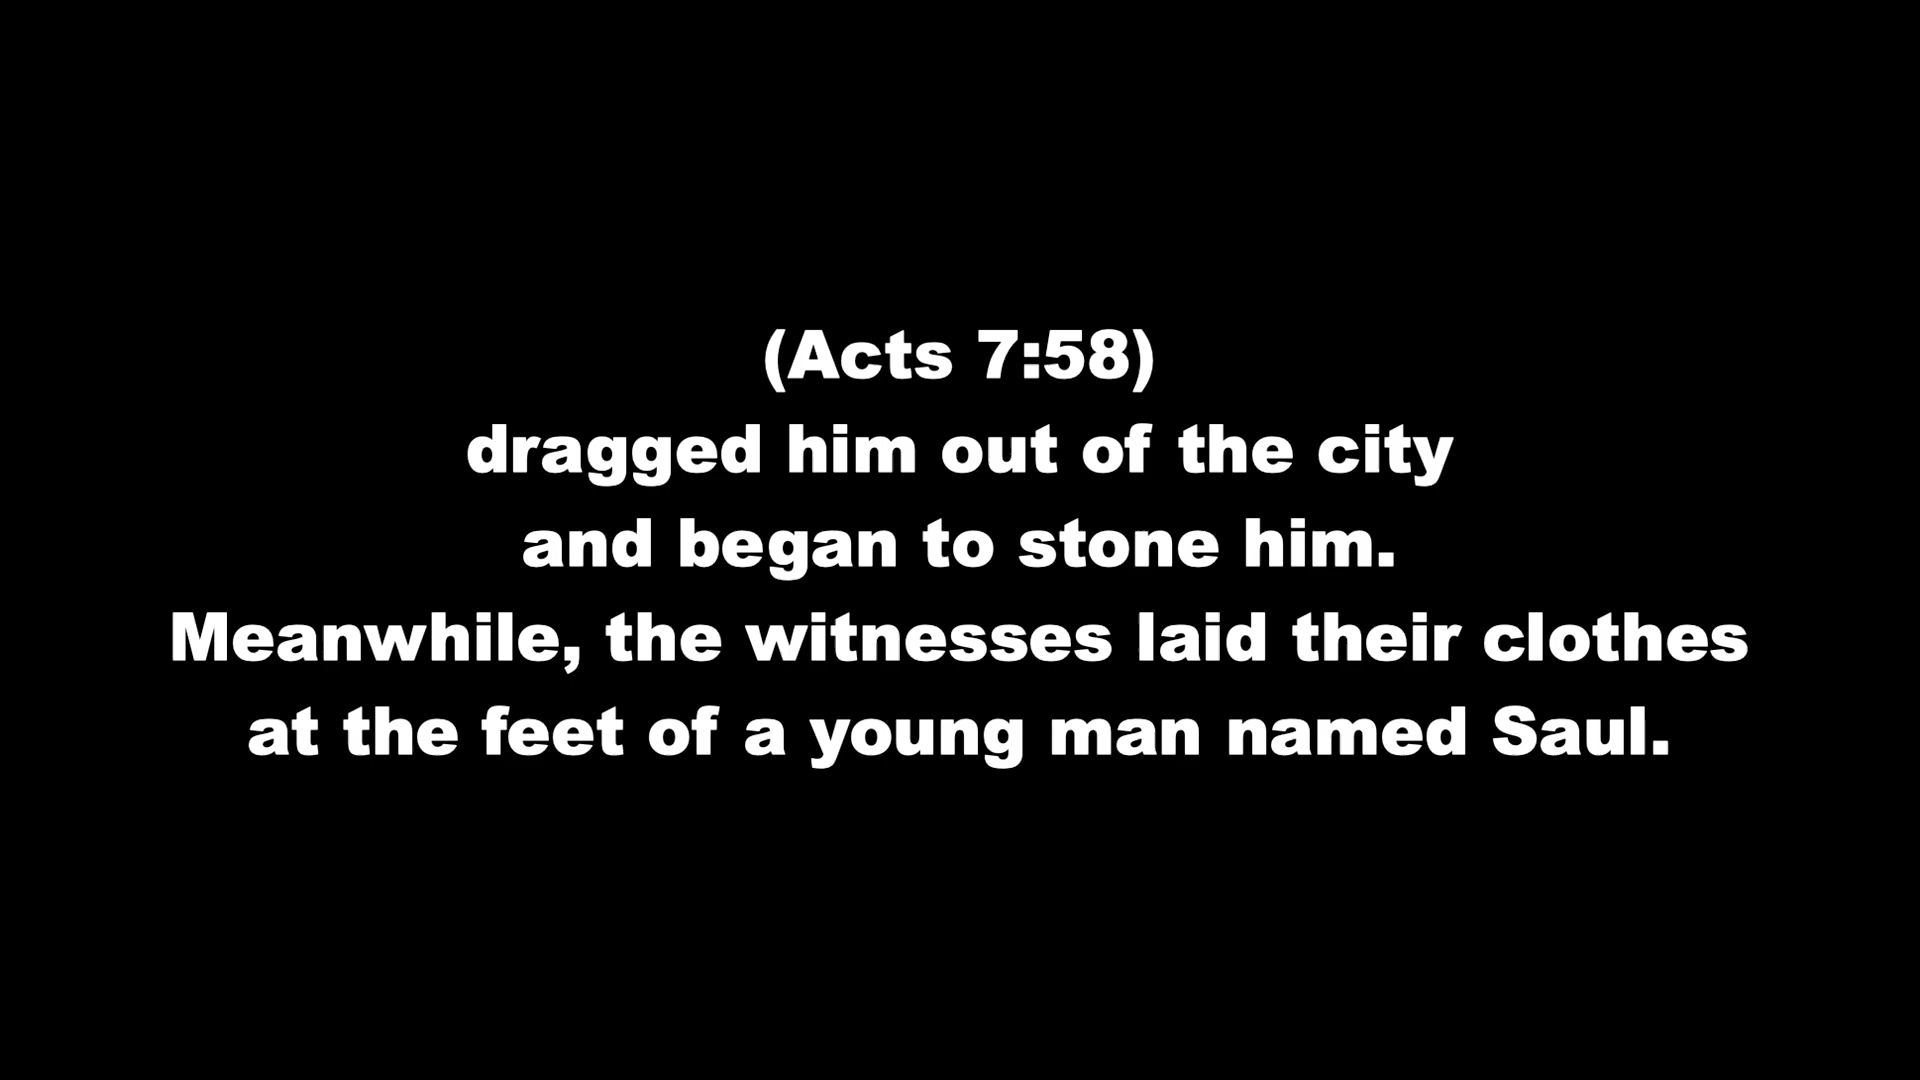 (Acts 7:58)
dragged him out of the city
and began to stone him.
Meanwhile, the witnesses laid their clothes
at the feet of a young man named Saul.